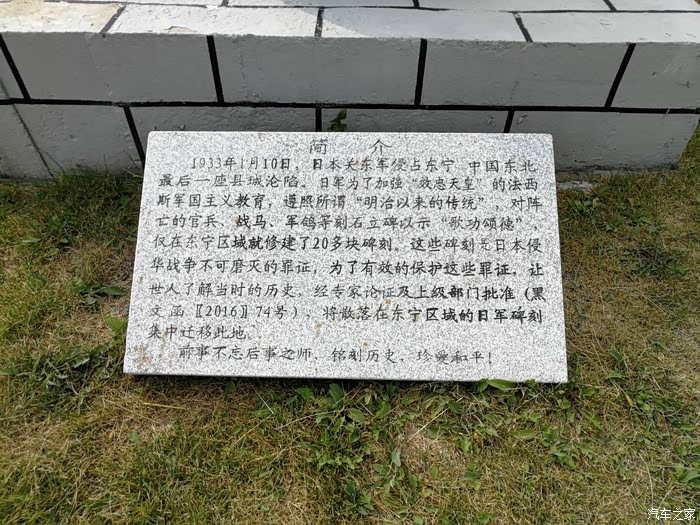 简 介
1933年1月10日，日本关东军侵占东宁 中国东北
最后一座县城沦陷。日军为了加强“效忠天皇”的法西
斯军国主义教育，遵照所谓“明治以来的传统”，对阵
亡的官兵、战马、军鸽等刻石立碑以示“歌功颂德”，
仅在东宁区域就修建了20多块碑刻。这些碑刻是日本侵
华战争不可磨灭的罪证，为了有效的保护这些罪证，让
世人了解当时的历史，经专家论证及上级部门批准（黑
文函〖2016〗74号），将散落在东宁区域的日军碑刻
集中迁移此地。
前事不忘后事之师，铭刻历史，珍爱和平！
汽车之家